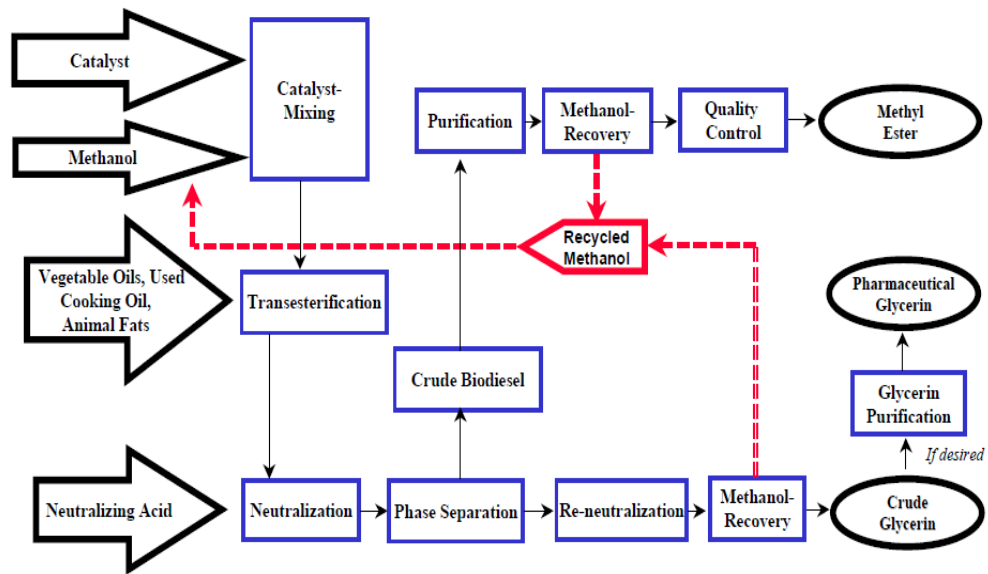 Catalyst
Catalyst-
Mixing
Purification
Methanol-
Recovery
Quality
Control
Methyl
Ester
Methanol
Recycled
Methanol
Vegetable Oils, Used
Cooking Oil,
Animal Fats
Transesterification
Pharmaceutical
Glycerin
Crude Biodiesel
Glycerin
Purification
If desired
Neutralizing Acid
Neutralization
Phase Separation
Re-neutralization
Methanol-
Recovery
Crude
Glycerin